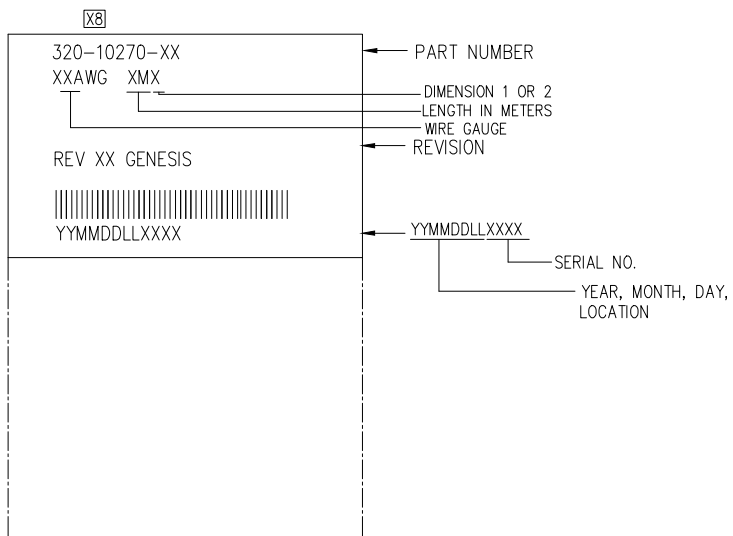 X8
320-10270-XX
PART NUMBER
XXAWG XMX
DIMENSION 1 OR 2
LENGTH IN METERS
WIRE GAUGE
REVISION
REV XX GENESIS
YYMMDDLLXXXX
YYMMDDLLXXXX
SERIAL NO.
YEAR, MONTH, DAY,
LOCATION